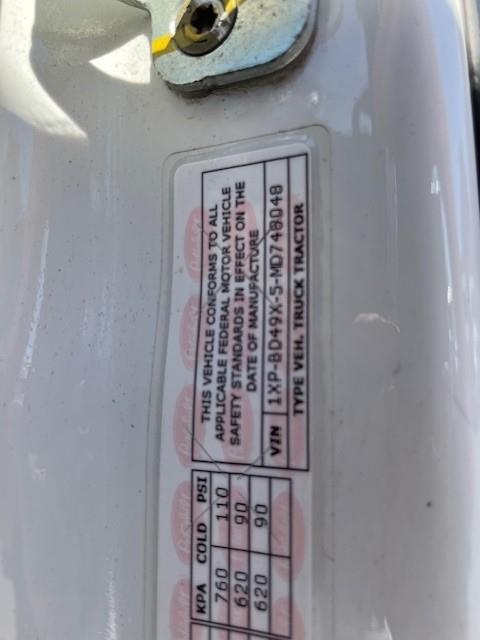 KPA COLD PSI
760 110
620 90
620 90
THIS VEHICLE CONFORMS TO ALL
APPLICABLE FEDERAL MOTOR VEHICLE
SAFETY STANDARDS IN EFFECT ON THE
DATE OF MANUFACTURE
VIN 1XP-BD49X-5-MD748048
TYPE VEH. TRUCK TRACTOR